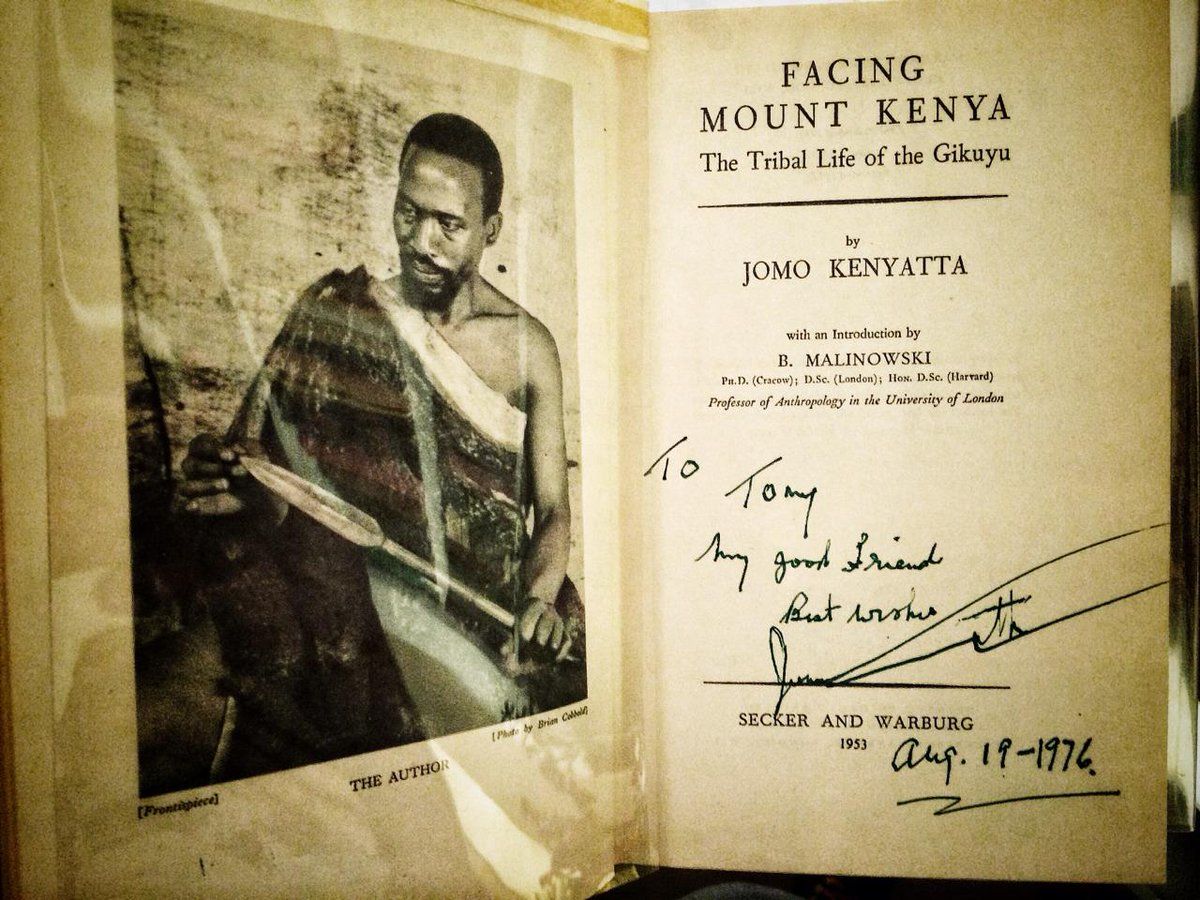 [Photo by Brian Cobbold]
THE AUTHOR
[Frontispiece]
FACING
MOUNT KENYA
The Tribal Life of the Gikuyu
by
JOMO KENYATTA
with an Introduction by
B. MALINOWSKI
PH.D. (Cracow); D.Sc. (London); HON. D.Sc. (Harvard)
Professor of Anthropology in the University of London
To
Tony
My good Friend
Best wishes
SECKER AND WARBURG
1953
Aug. 19-1976.